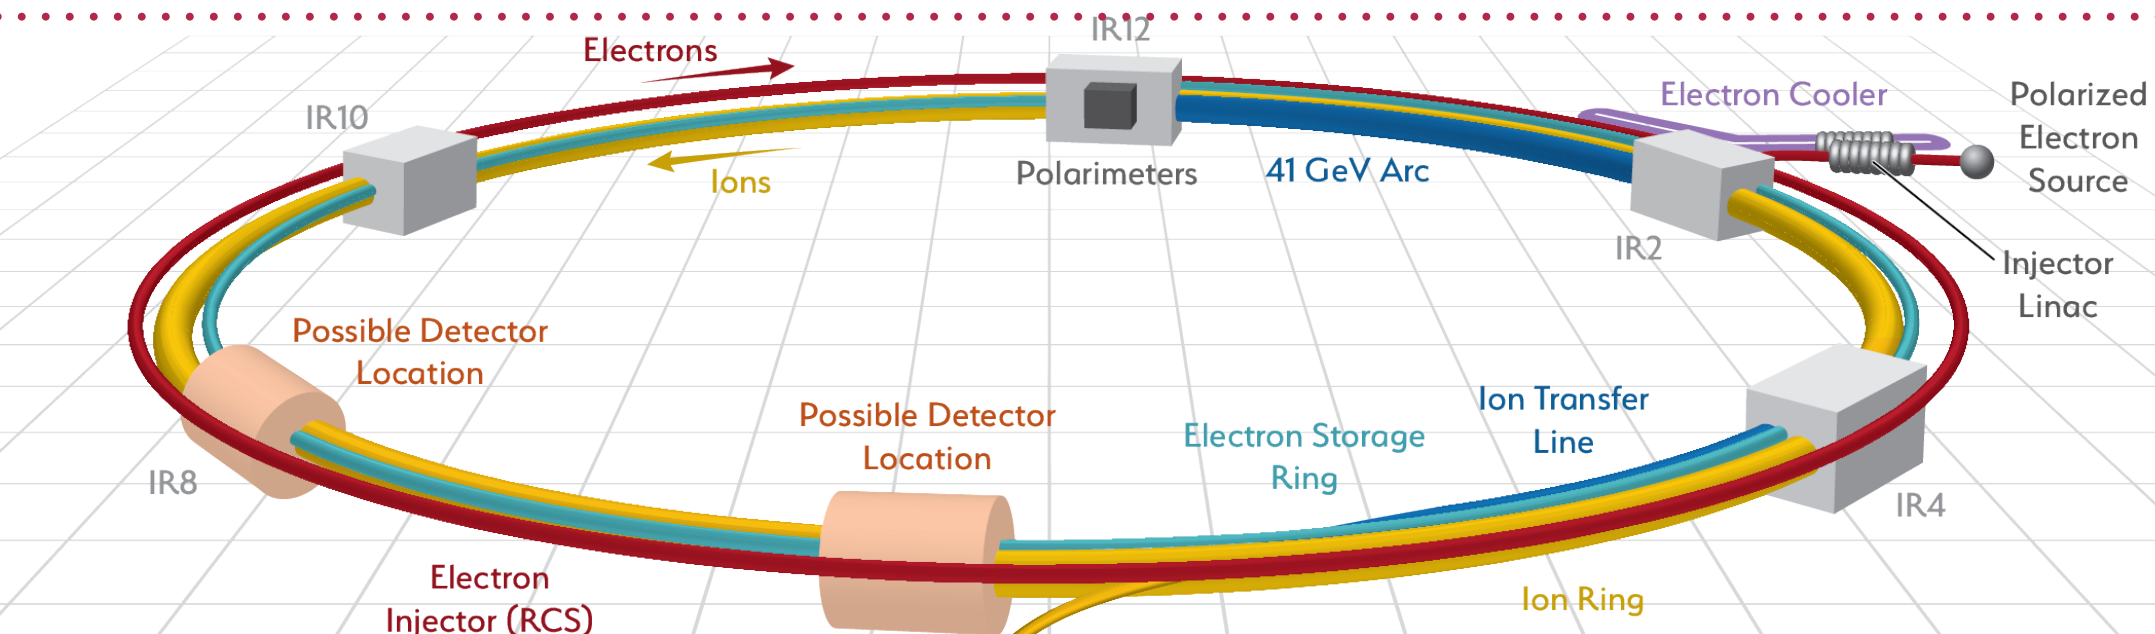 IR12
Electrons
IR10
Ions
Polarimeters
41 GeV Arc
Electron Cooler
Polarized
Electron
Source
IR2
Injector
Linac
Possible Detector
Location
Possible Detector
Location
Ion Transfer
Line
Electron Storage
Ring
IR8
IR4
Electron
Injector (RCS)
Ion Ring